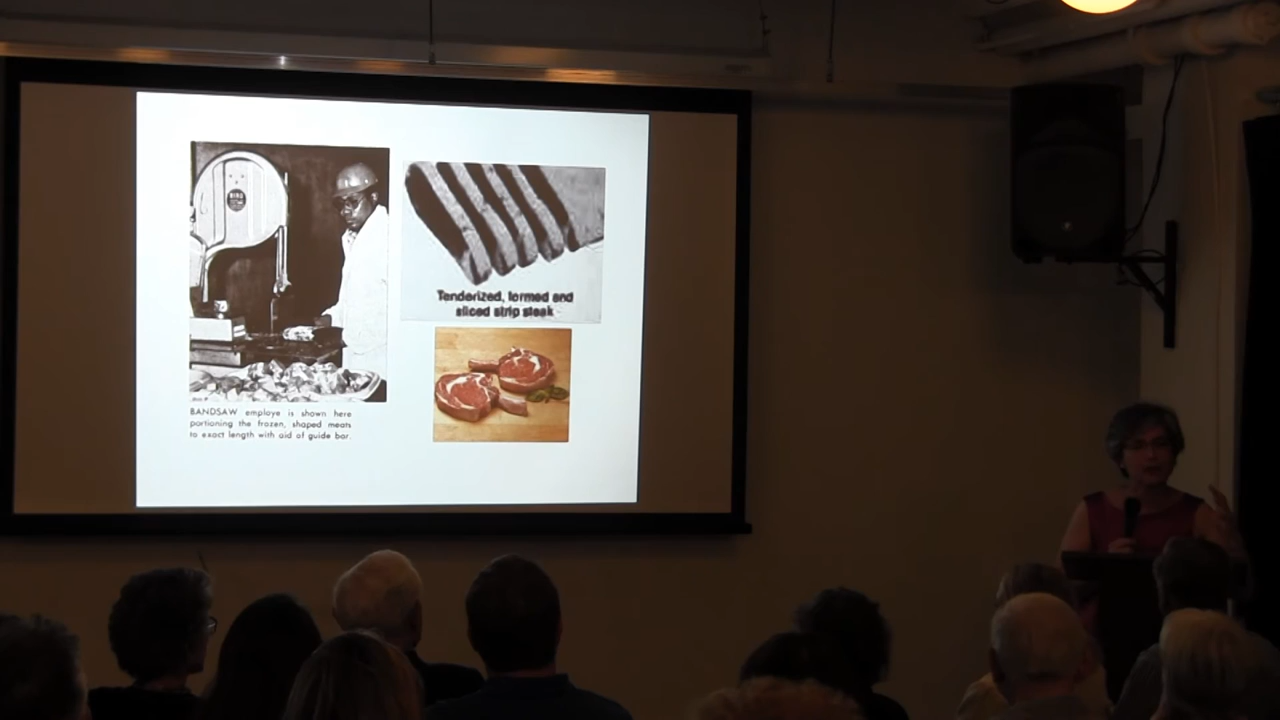 BIRO
BANDSAW employe is shown here
portioning the frozen, shaped meats
to exact length with aid of guide bar.
Tenderized, formed and
sliced strip steak